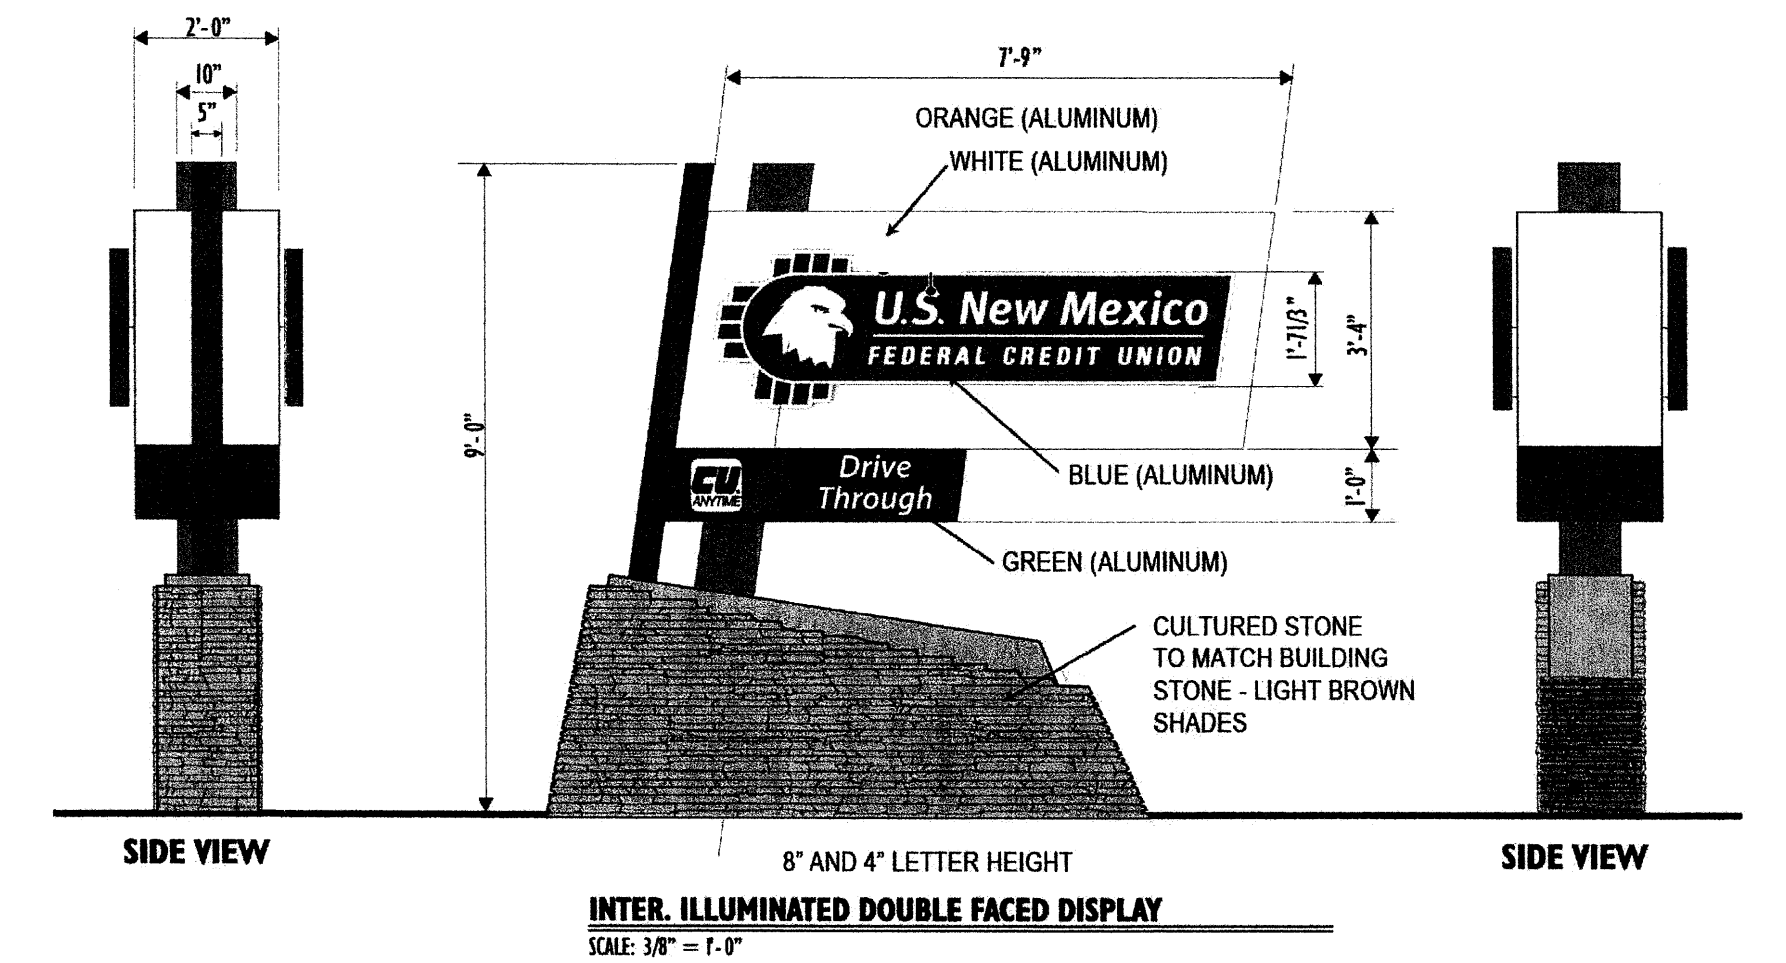 2'-0"
10"
5"
7'-9"
ORANGE (ALUMINUM)
WHITE (ALUMINUM)
U.S. New Mexico
FEDERAL CREDIT UNION
1'-7 1/3"
3'-4"
9'-0"
CU
ANYTIME
Drive
Through
BLUE (ALUMINUM)
1'-0"
GREEN (ALUMINUM)
CULTURED STONE
TO MATCH BUILDING
STONE - LIGHT BROWN
SHADES
SIDE VIEW
SIDE VIEW
8" AND 4" LETTER HEIGHT
INTER. ILLUMINATED DOUBLE FACED DISPLAY
SCALE: 3/8" = 1'-0"